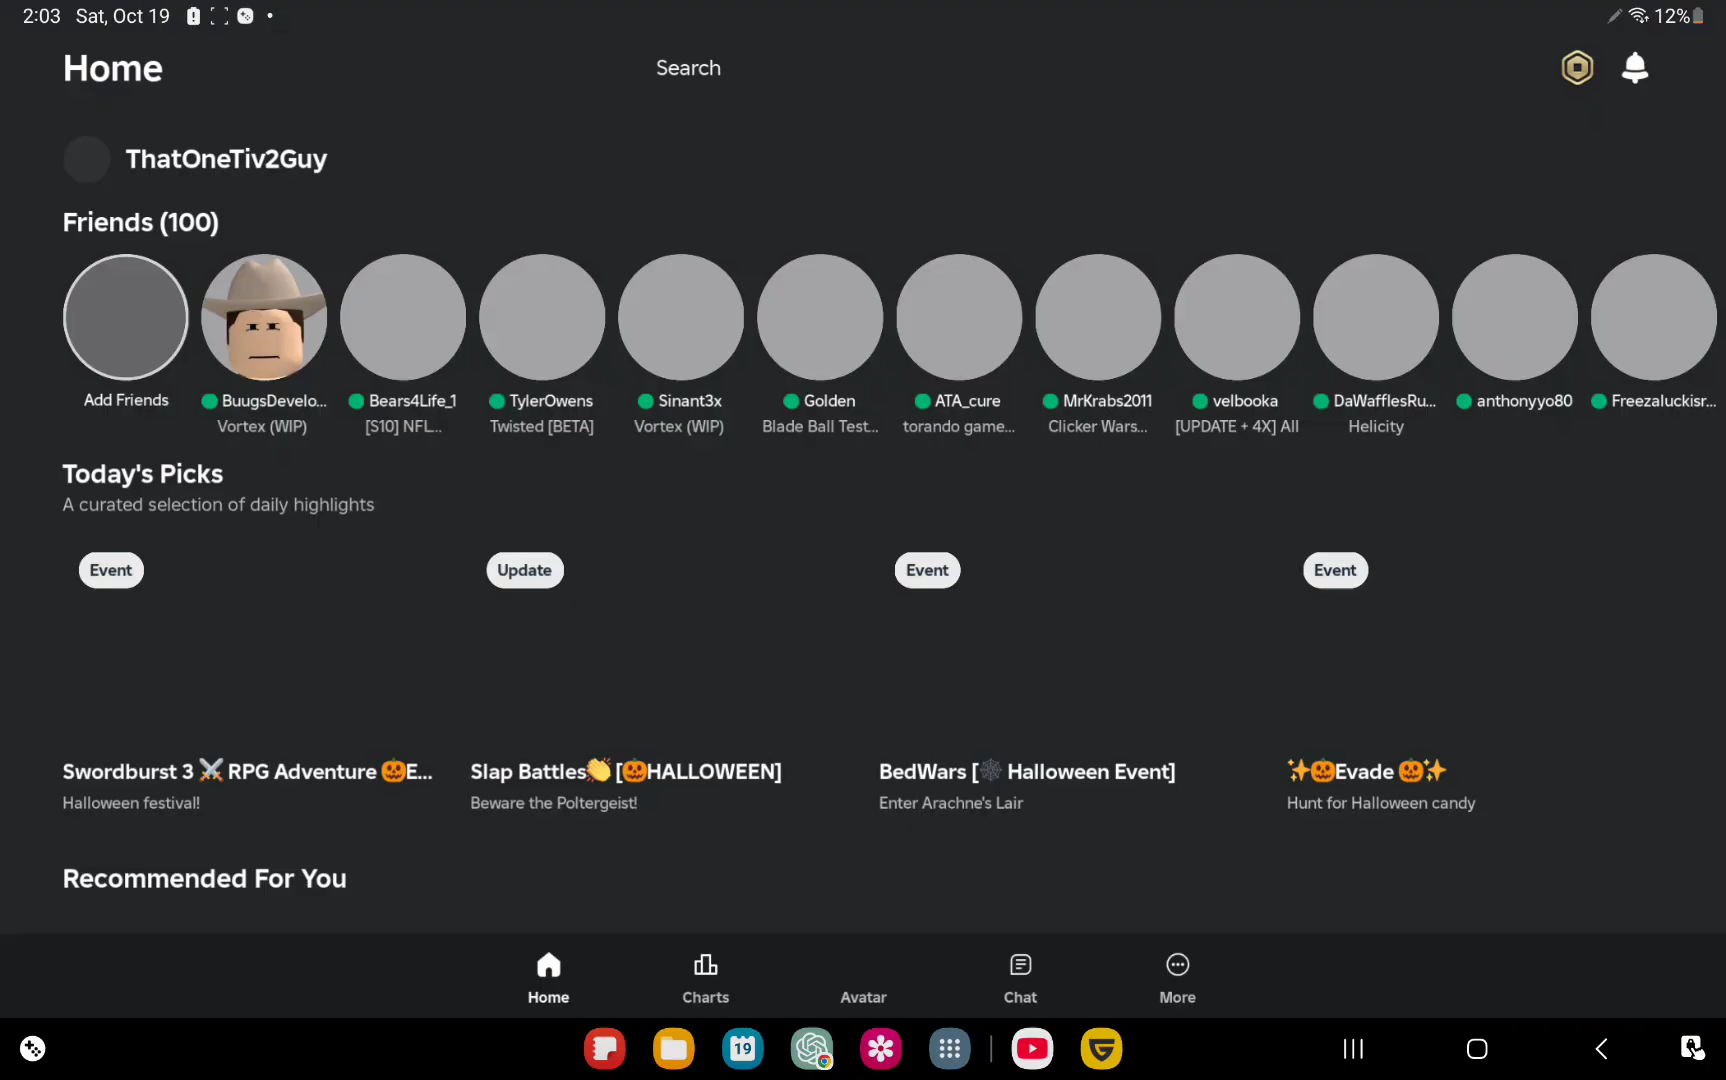 2:03 Sat, Oct 19
12%
Home
Search
ThatOneTiv2Guy
Friends (100)
Add Friends
BuugsDevelo...
Vortex (WIP)
Bears4Life_1
[S10] NFL...
TylerOwens
Twisted [BETA]
Sinant3x
Vortex (WIP)
Golden
Blade Ball Test...
ATA_cure
torando game...
MrKrabs2011
Clicker Wars...
velbooka
[UPDATE + 4X] All
DaWafflesRu...
Helicity
anthonyyo80
Freezaluckisr...
Today's Picks
A curated selection of daily highlights
Event
Swordburst 3 ⚔️ RPG Adventure 🎃E...
Halloween festival!
Update
Slap Battles👏 [🎃HALLOWEEN]
Beware the Poltergeist!
Event
BedWars [🕸️ Halloween Event]
Enter Arachne's Lair
Event
✨🎃Evade 🎃✨
Hunt for Halloween candy
Recommended For You
Home
Charts
Avatar
Chat
More
19